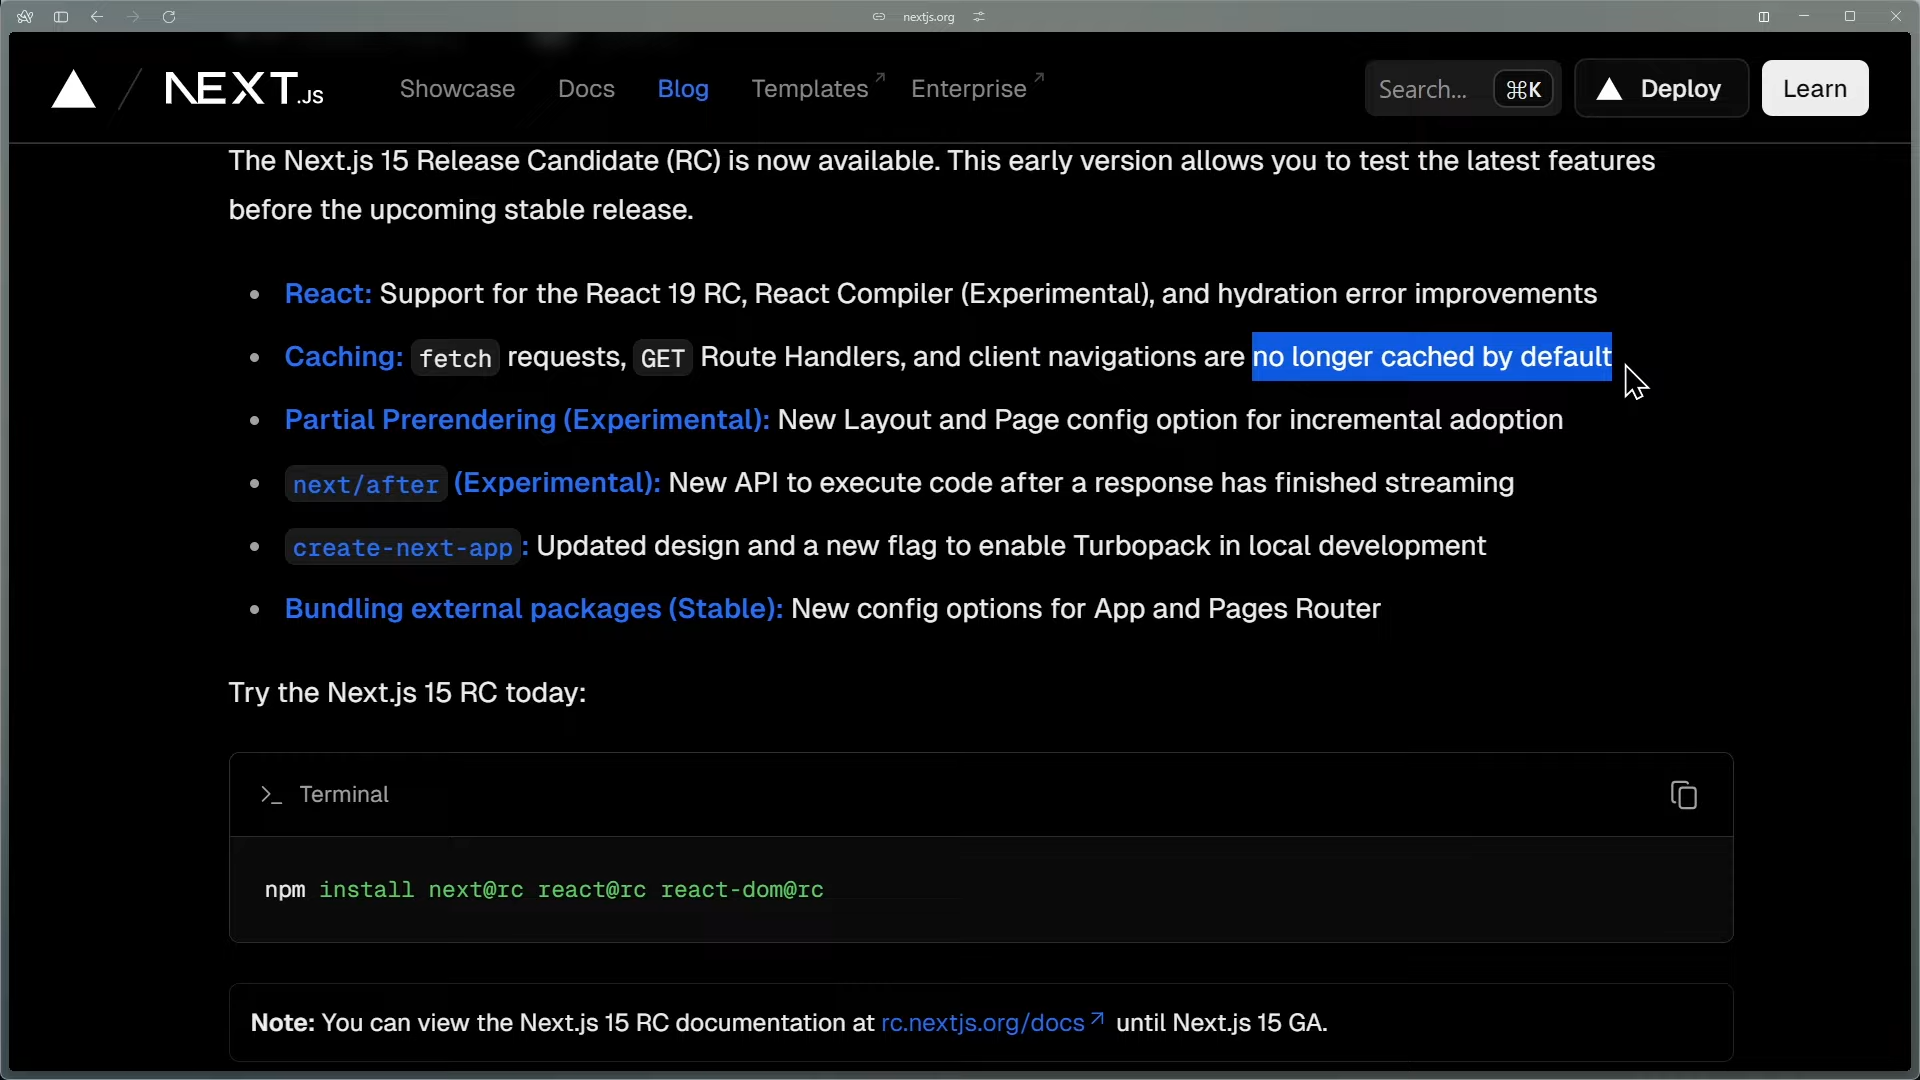 nextjs.org
NEXT.JS
Showcase Docs Blog Templates Enterprise Search... ⌘K Deploy Learn
The Next.js 15 Release Candidate (RC) is now available. This early version allows you to test the latest features
before the upcoming stable release.
React: Support for the React 19 RC, React Compiler (Experimental), and hydration error improvements
Caching: fetch requests, GET Route Handlers, and client navigations are no longer cached by default
Partial Prerendering (Experimental): New Layout and Page config option for incremental adoption
next/after (Experimental): New API to execute code after a response has finished streaming
create-next-app: Updated design and a new flag to enable Turbopack in local development
Bundling external packages (Stable): New config options for App and Pages Router
Try the Next.js 15 RC today:
Terminal
npm install next@rc react@rc react-dom@rc
Note: You can view the Next.js 15 RC documentation at rc.nextjs.org/docs until Next.js 15 GA.